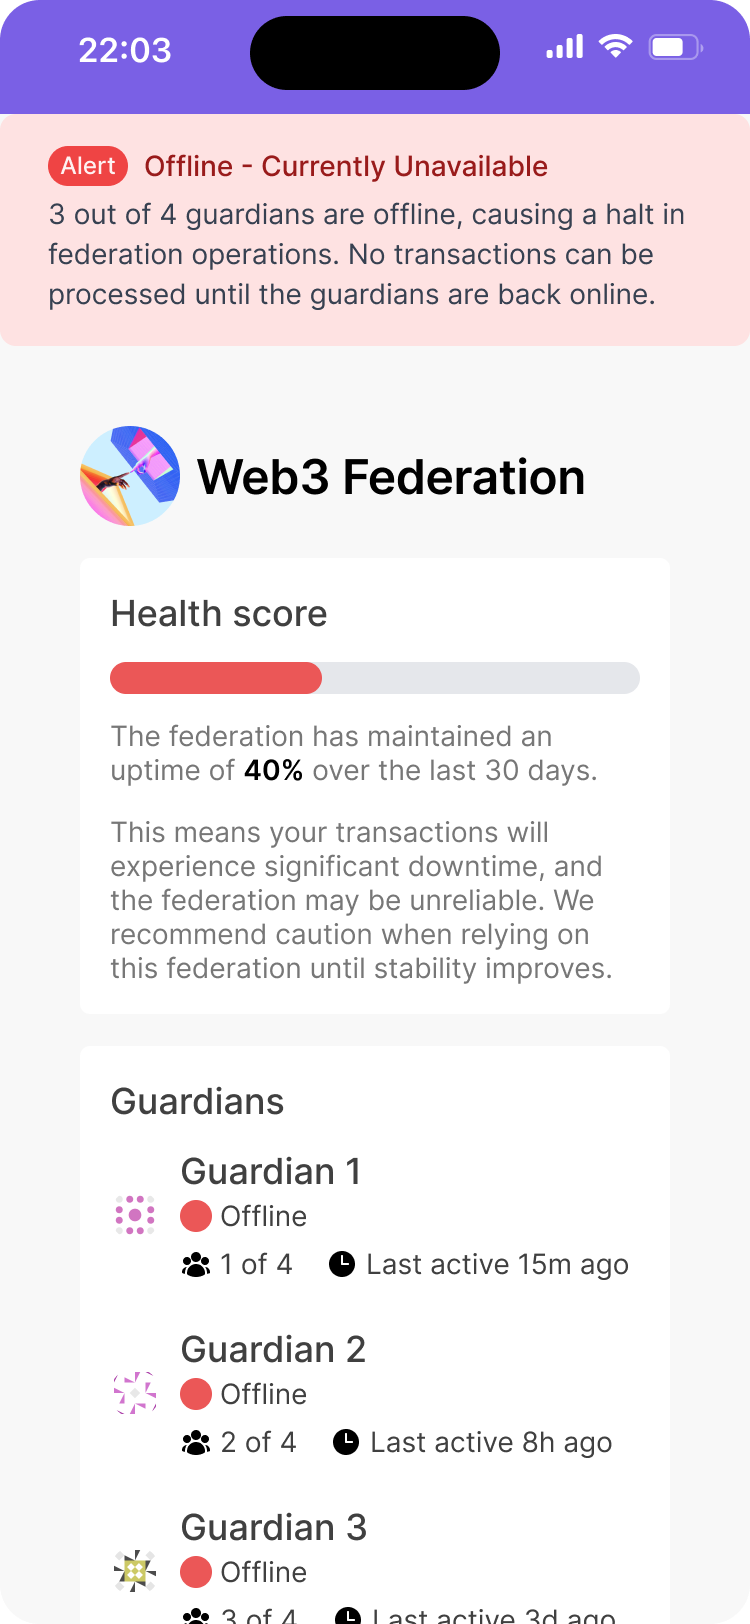 22:03
Alert Offline - Currently Unavailable
3 out of 4 guardians are offline, causing a halt in
federation operations. No transactions can be
processed until the guardians are back online.
Web3 Federation
Health score
The federation has maintained an
uptime of 40% over the last 30 days.
This means your transactions will
experience significant downtime, and
the federation may be unreliable. We
recommend caution when relying on
this federation until stability improves.
Guardians
Guardian 1
Offline
1 of 4 Last active 15m ago
Guardian 2
Offline
2 of 4 Last active 8h ago
Guardian 3
Offline
3 of 4 Last active 3d ago